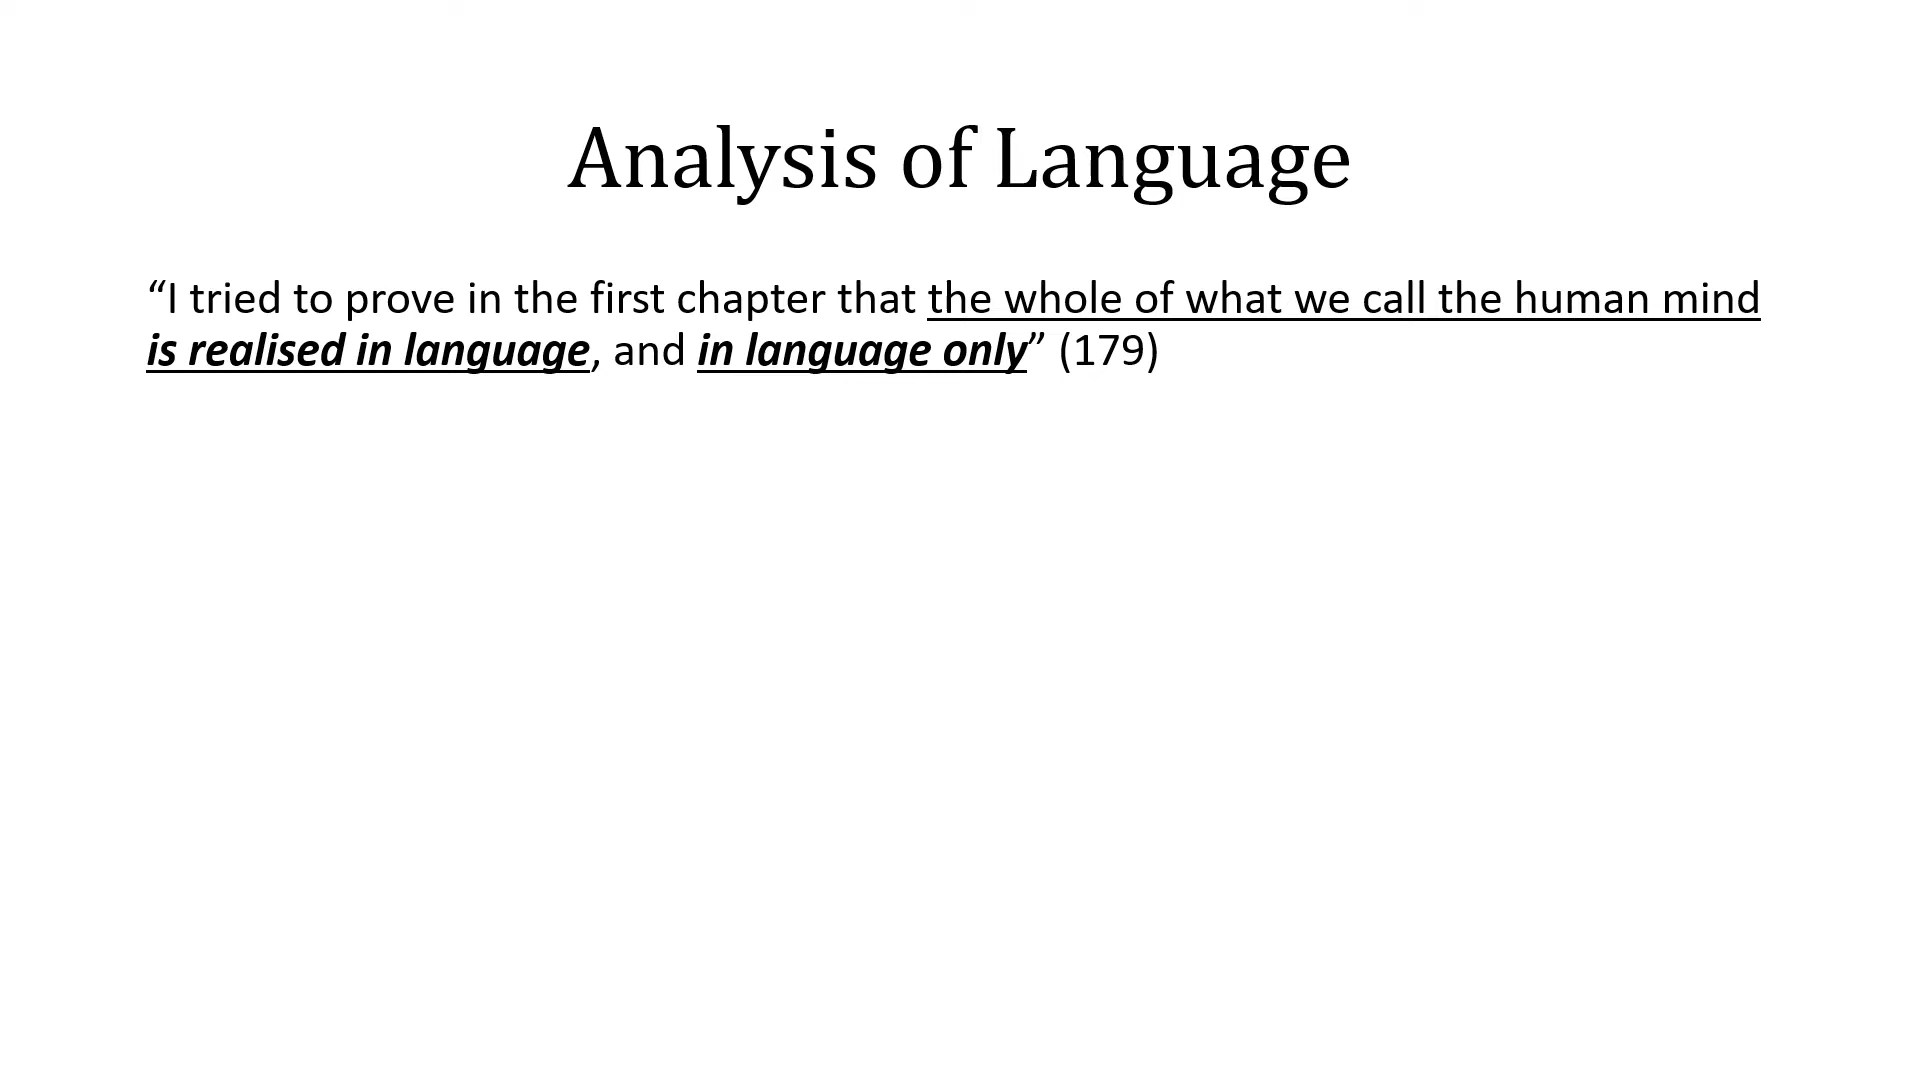 Analysis of Language
“I tried to prove in the first chapter that the whole of what we call the human mind
is realised in language, and in language only” (179)